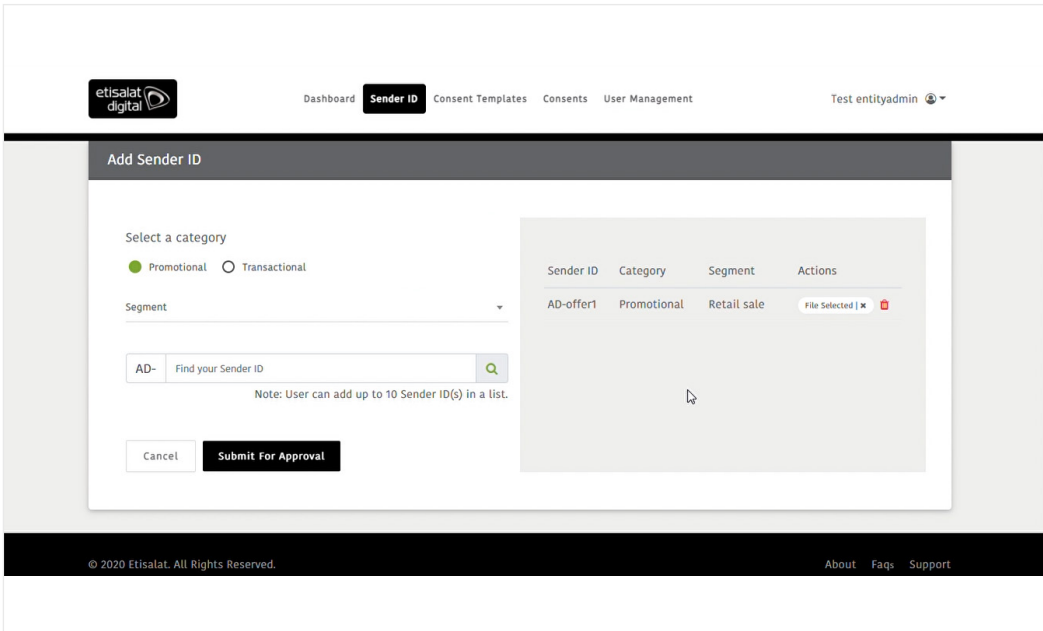 etisalat
digital
Dashboard Sender ID Consent Templates Consents User Management
Test entityadmin
Add Sender ID
Select a category
Promotional Transactional
Segment
AD- Find your Sender ID
Note: User can add up to 10 Sender ID(s) in a list.
Cancel Submit For Approval
Sender ID Category Segment Actions
AD-offer1 Promotional Retail sale File Selected | ×
© 2020 Etisalat. All Rights Reserved.
About Faqs Support